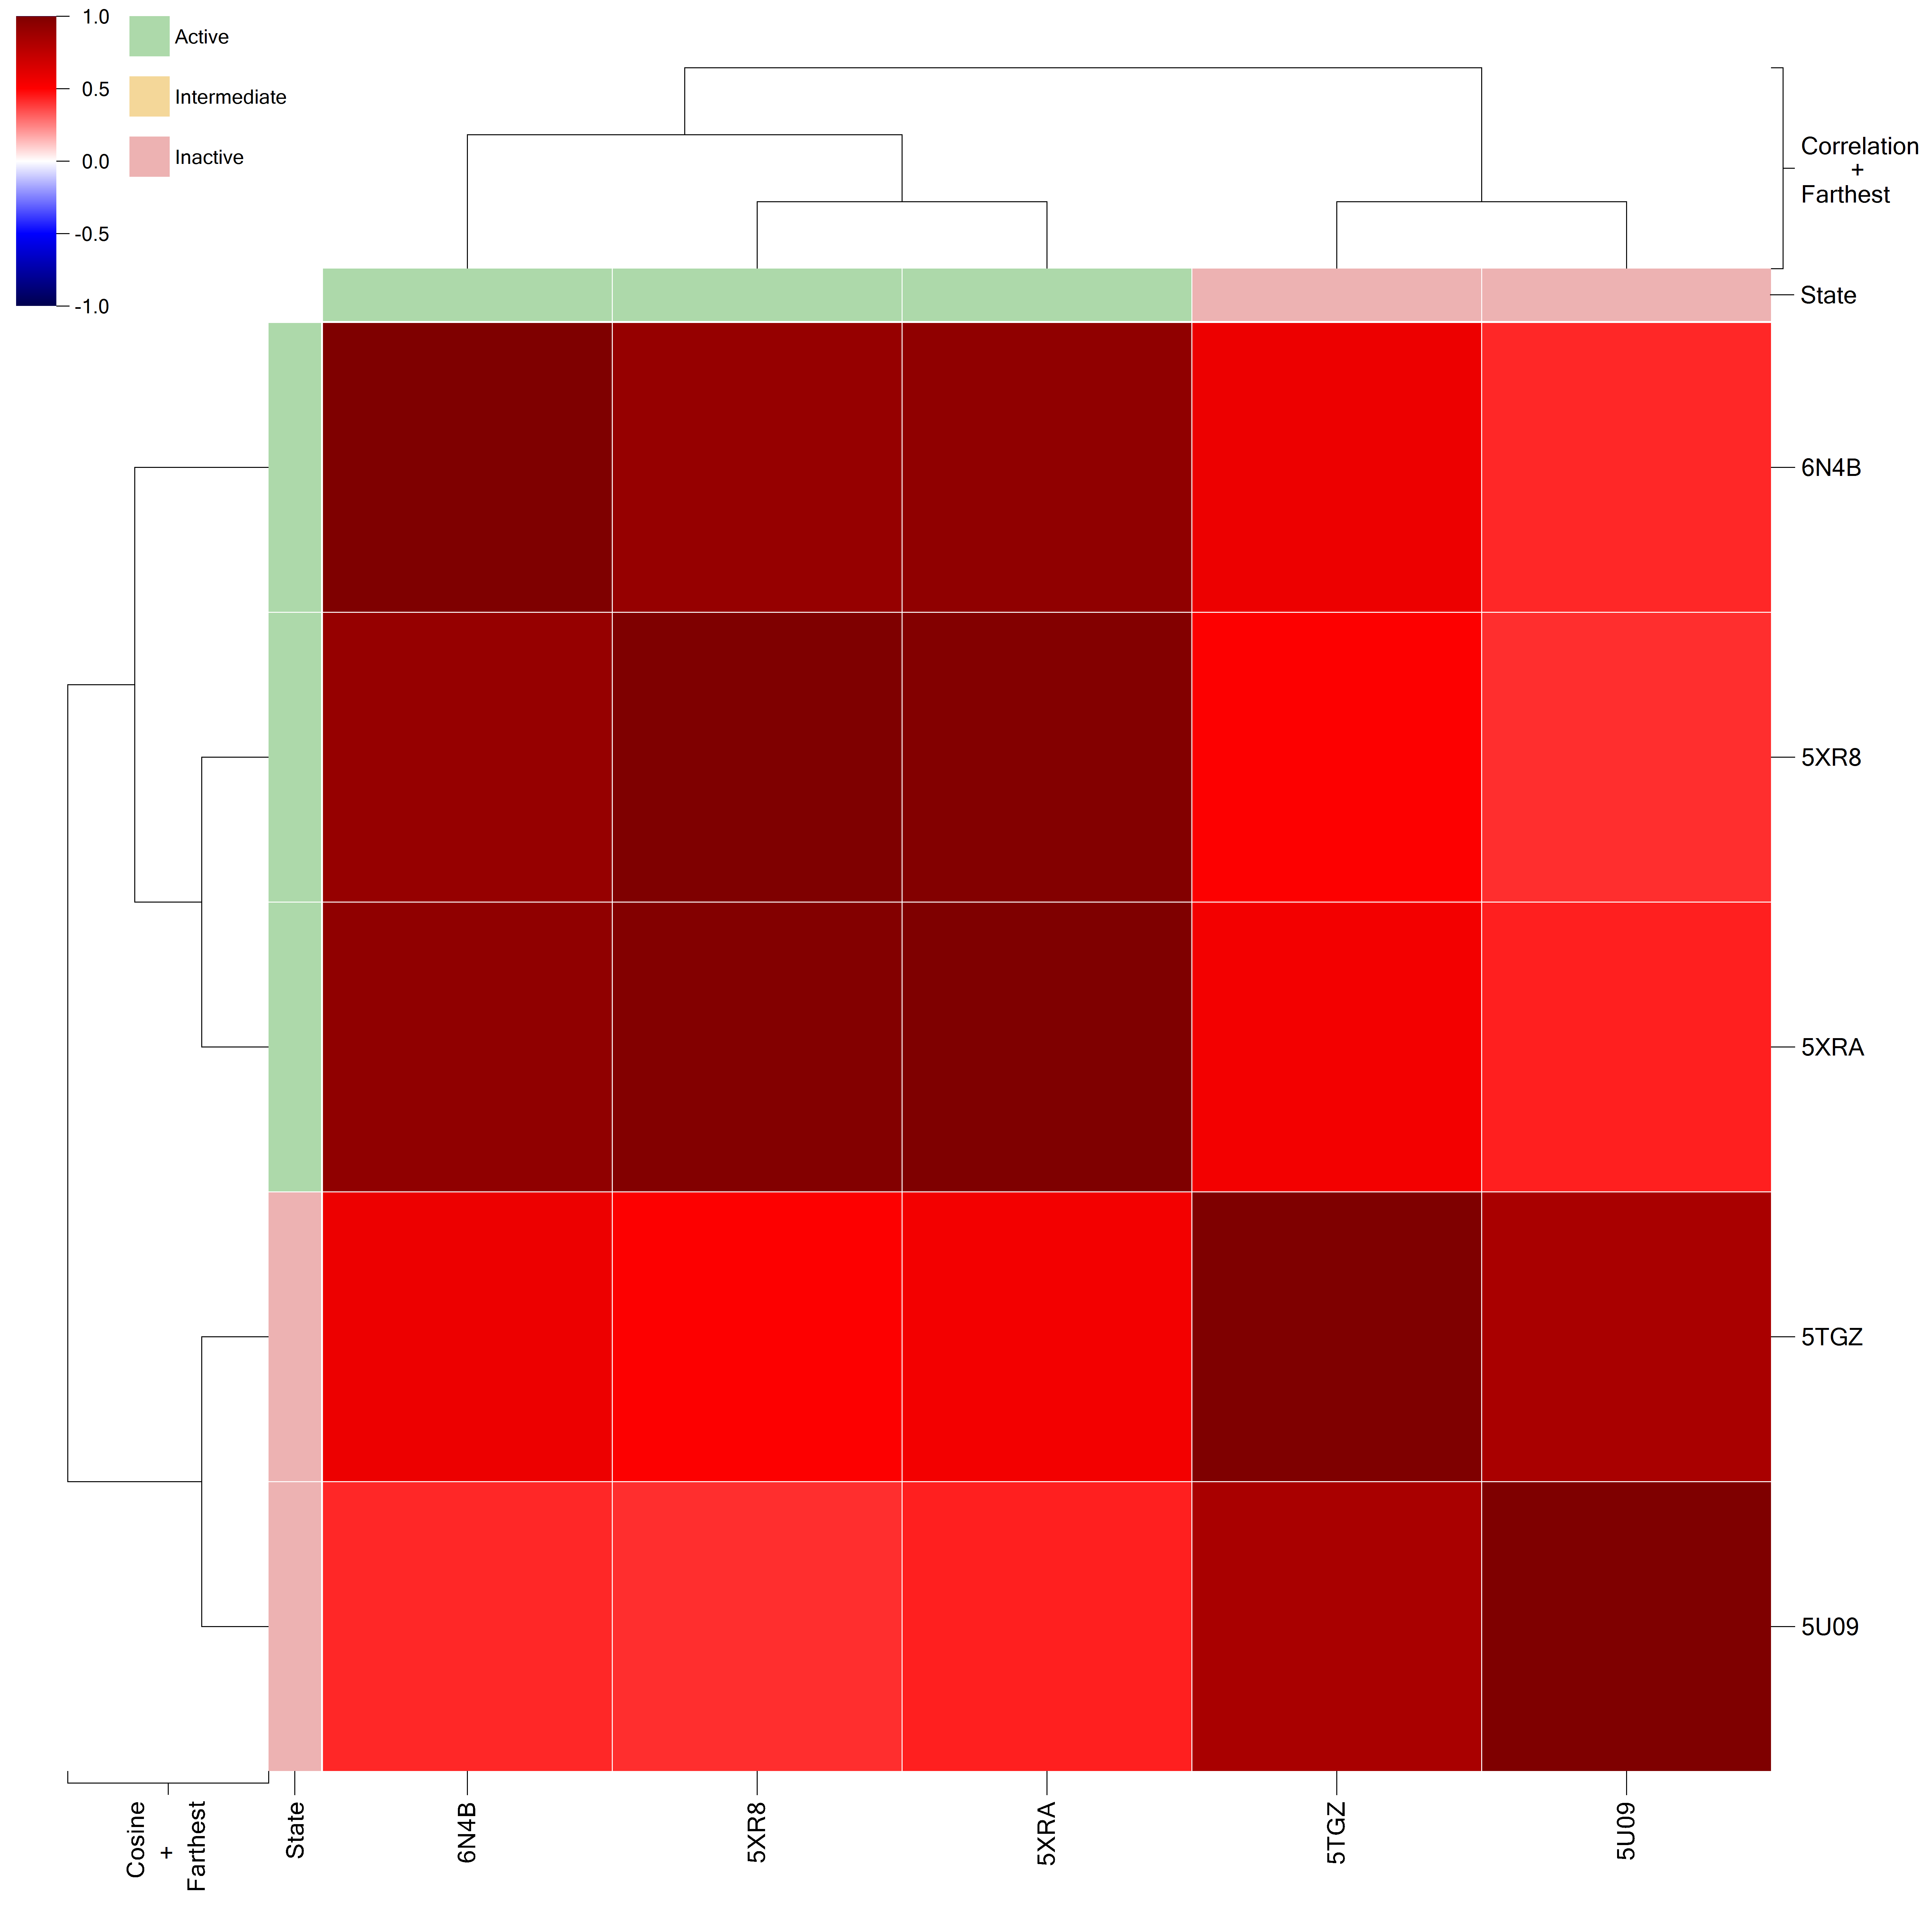 1.0
0.5
0.0
-0.5
-1.0
Active
Intermediate
Inactive
Correlation
+
Farthest
State
6N4B
5XR8
5XRA
5TGZ
5U09
Cosine
+
Farthest
State
6N4B
5XR8
5XRA
5TGZ
5U09